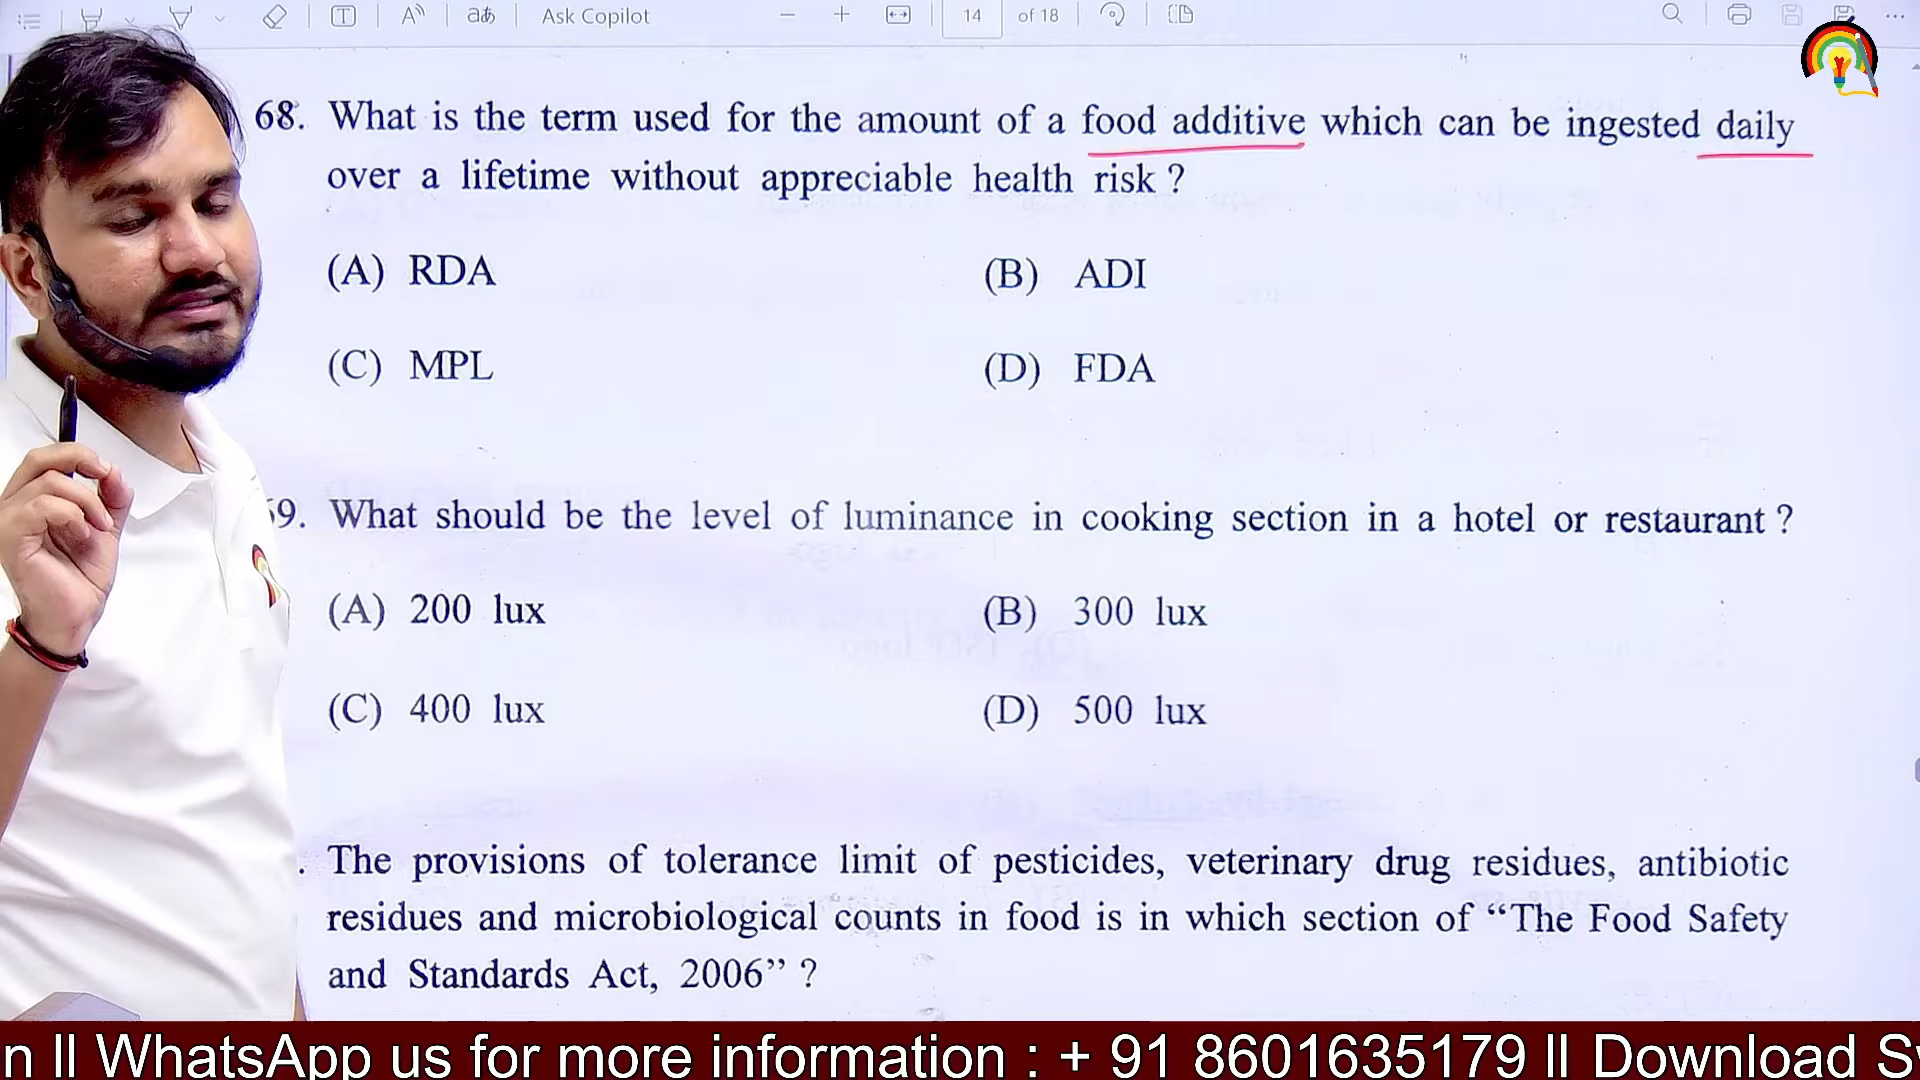 Ask Copilot
14 of 18
68. What is the term used for the amount of a food additive which can be ingested daily
over a lifetime without appreciable health risk ?
(A) RDA (B) ADI
(C) MPL (D) FDA
9. What should be the level of luminance in cooking section in a hotel or restaurant ?
(A) 200 lux (B) 300 lux
(C) 400 lux (D) 500 lux
. The provisions of tolerance limit of pesticides, veterinary drug residues, antibiotic
residues and microbiological counts in food is in which section of “The Food Safety
and Standards Act, 2006” ?
n ll WhatsApp us for more information : + 91 8601635179 ll Download S